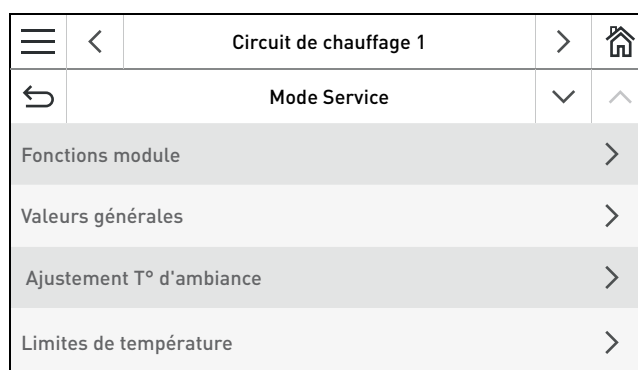 Circuit de chauffage 1
Mode Service
Fonctions module
Valeurs générales
Ajustement T° d'ambiance
Limites de température